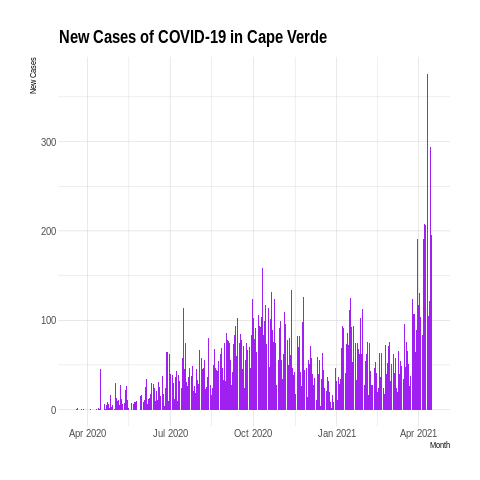 New Cases of COVID-19 in Cape Verde
New Cases
300
200
100
0
Apr 2020 Jul 2020 Oct 2020 Jan 2021 Apr 2021
Month